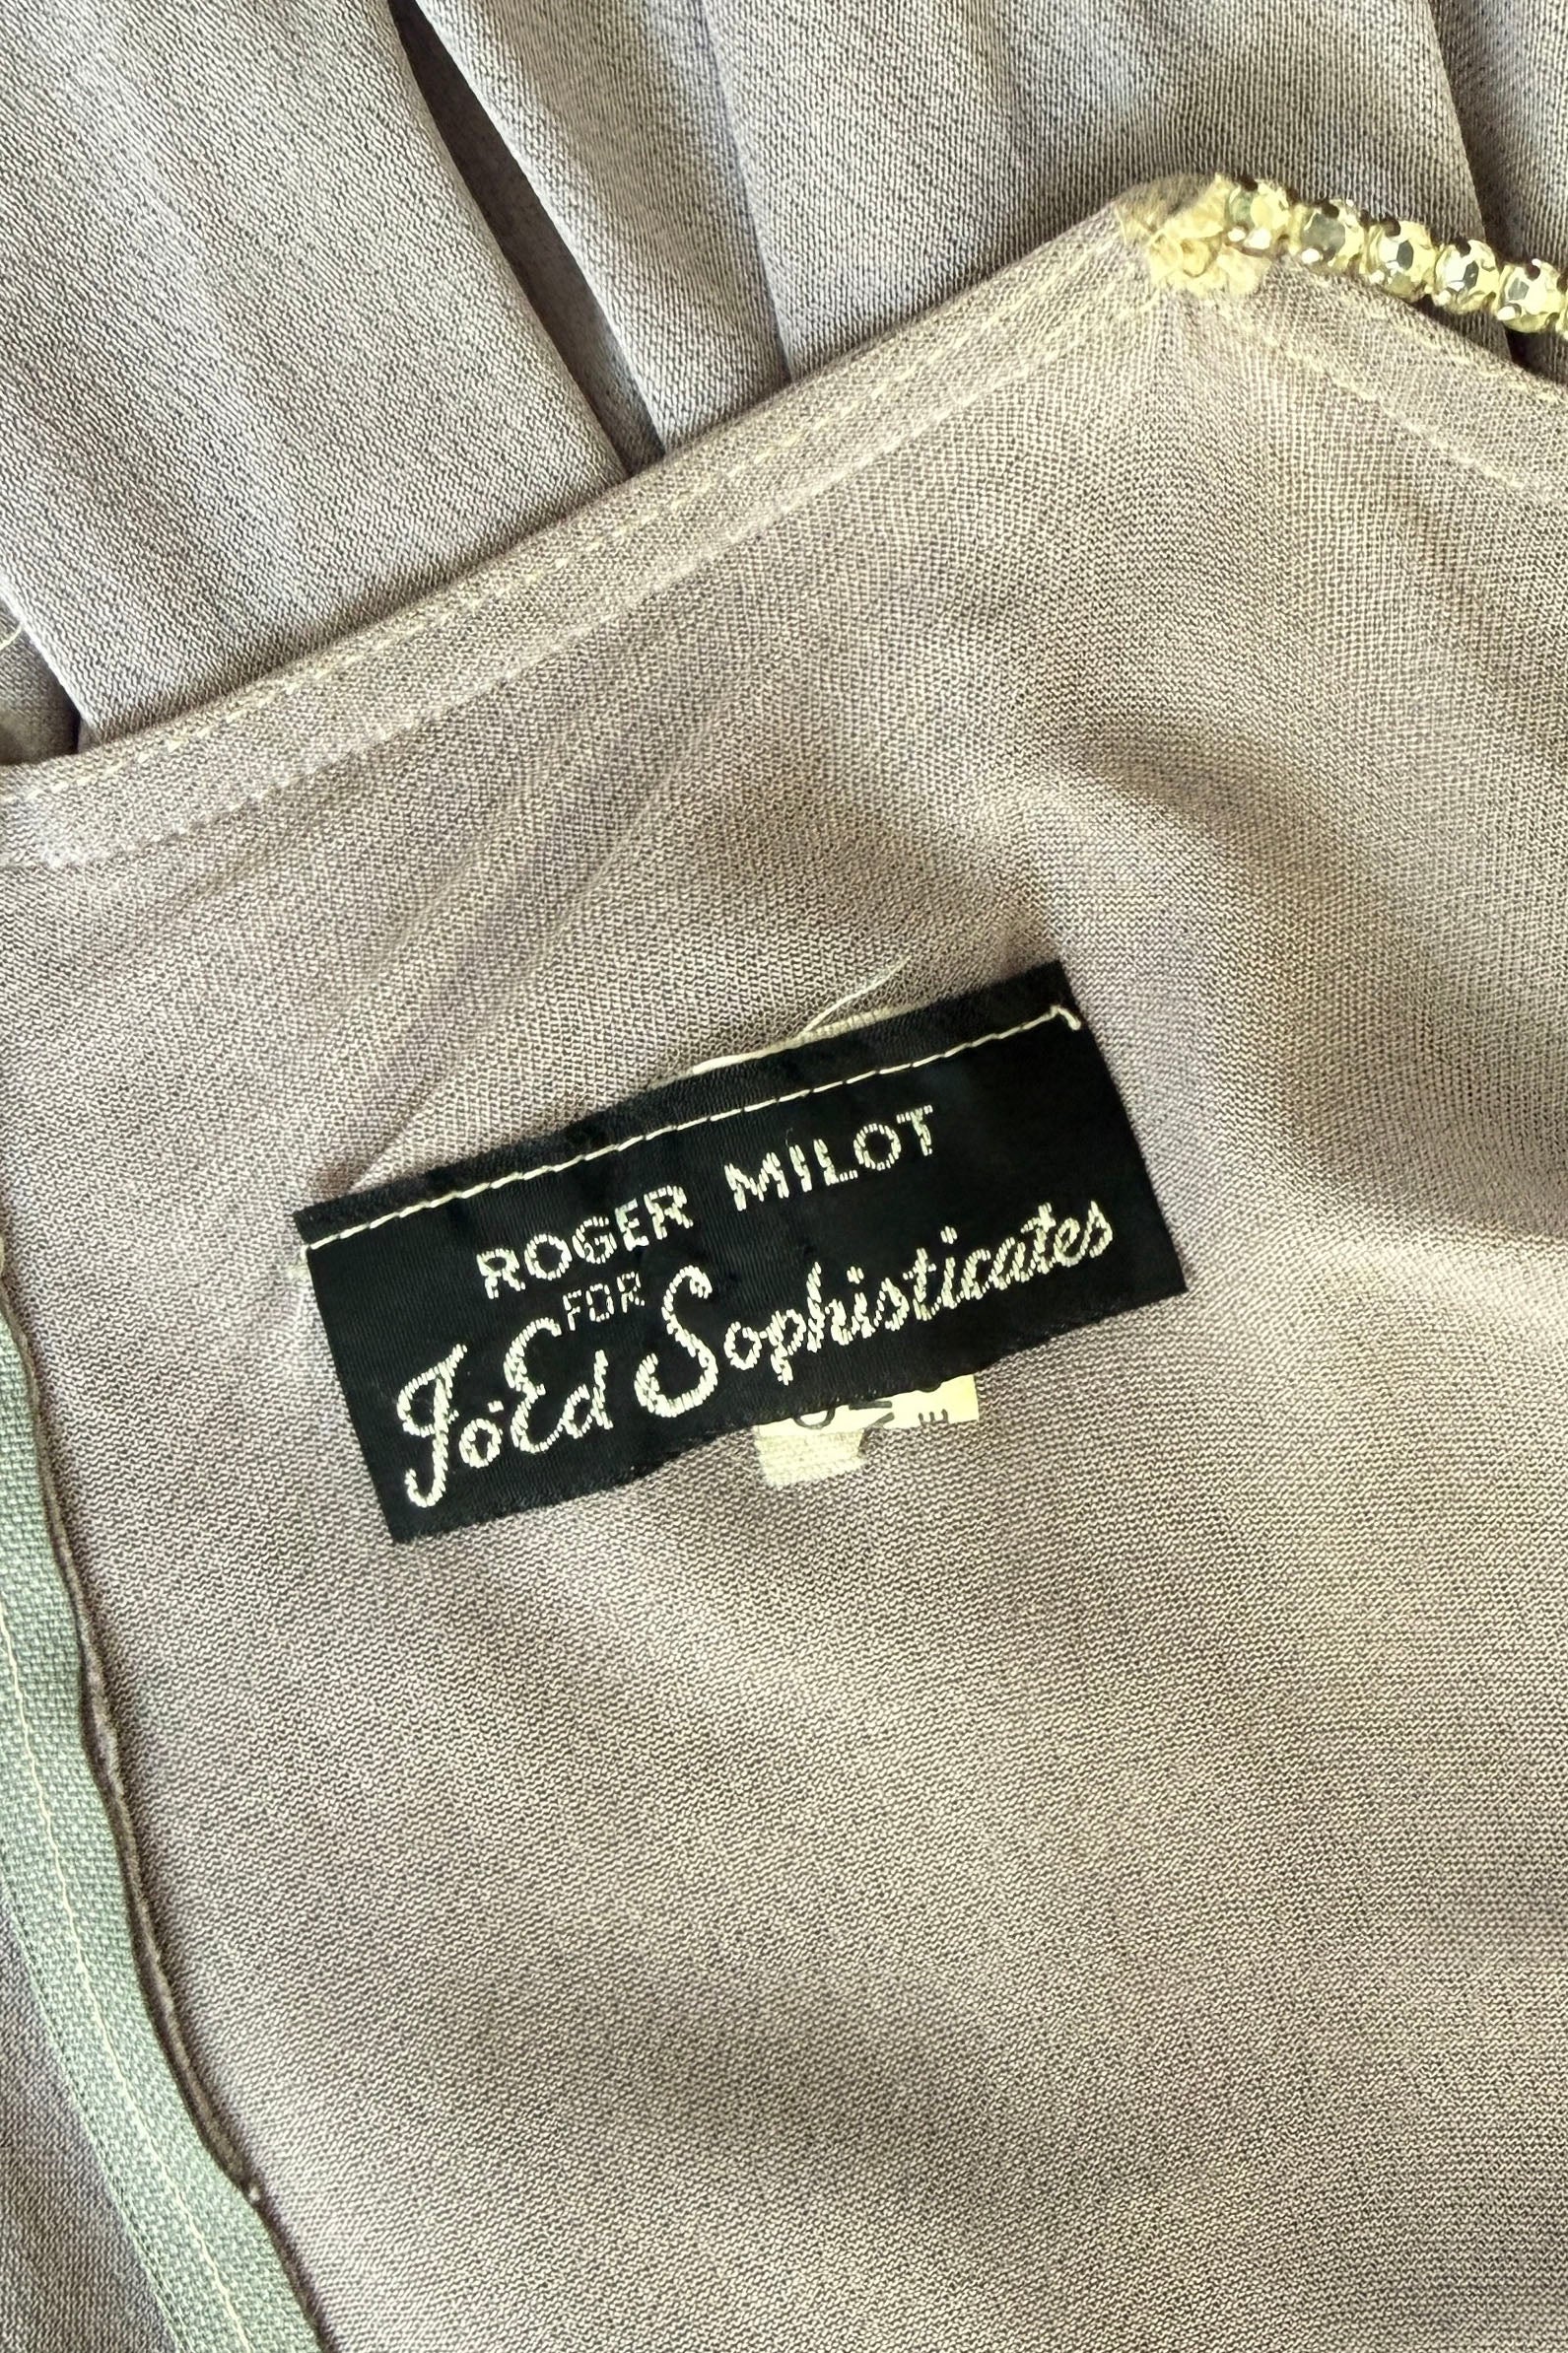 ROGER MILOT
FOR
Jo-Ed Sophisticates